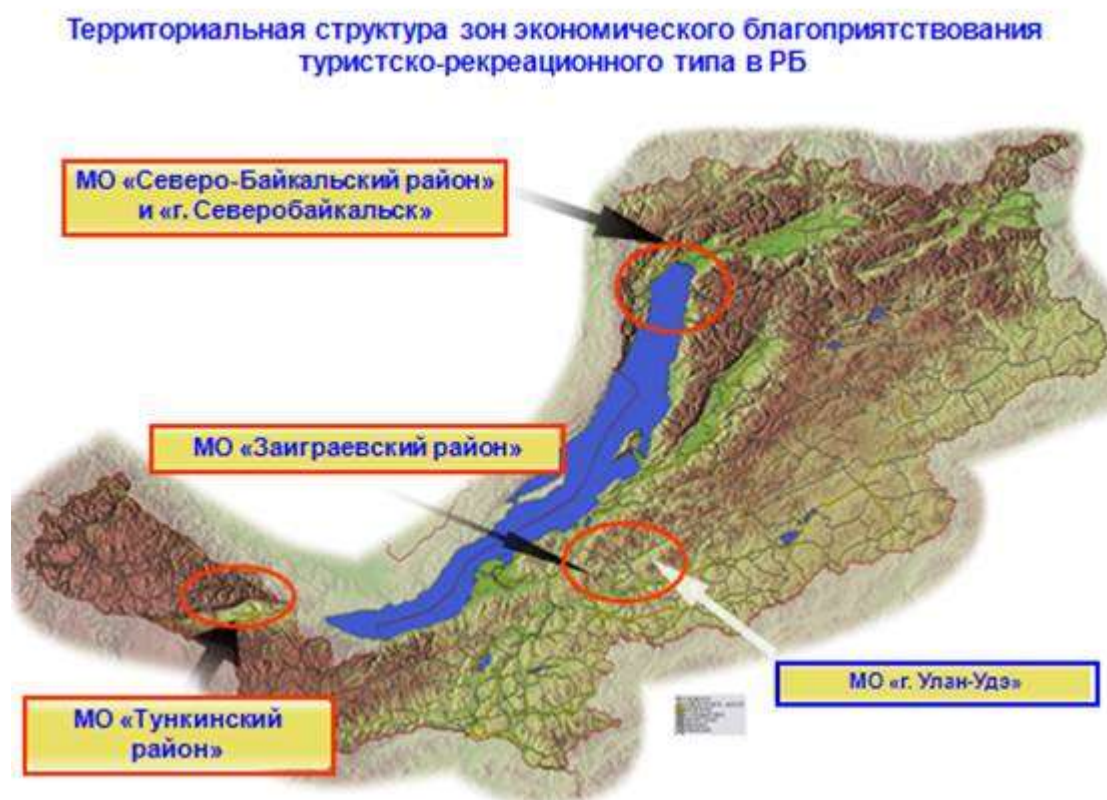 Территориальная структура зон экономического благоприятствования
туристско-рекреационного типа в РБ
МО «Северо-Байкальский район»
и «г. Северобайкальск»
МО «Заиграевский район»
МО «г. Улан-Удэ»
МО «Тункинский
район»